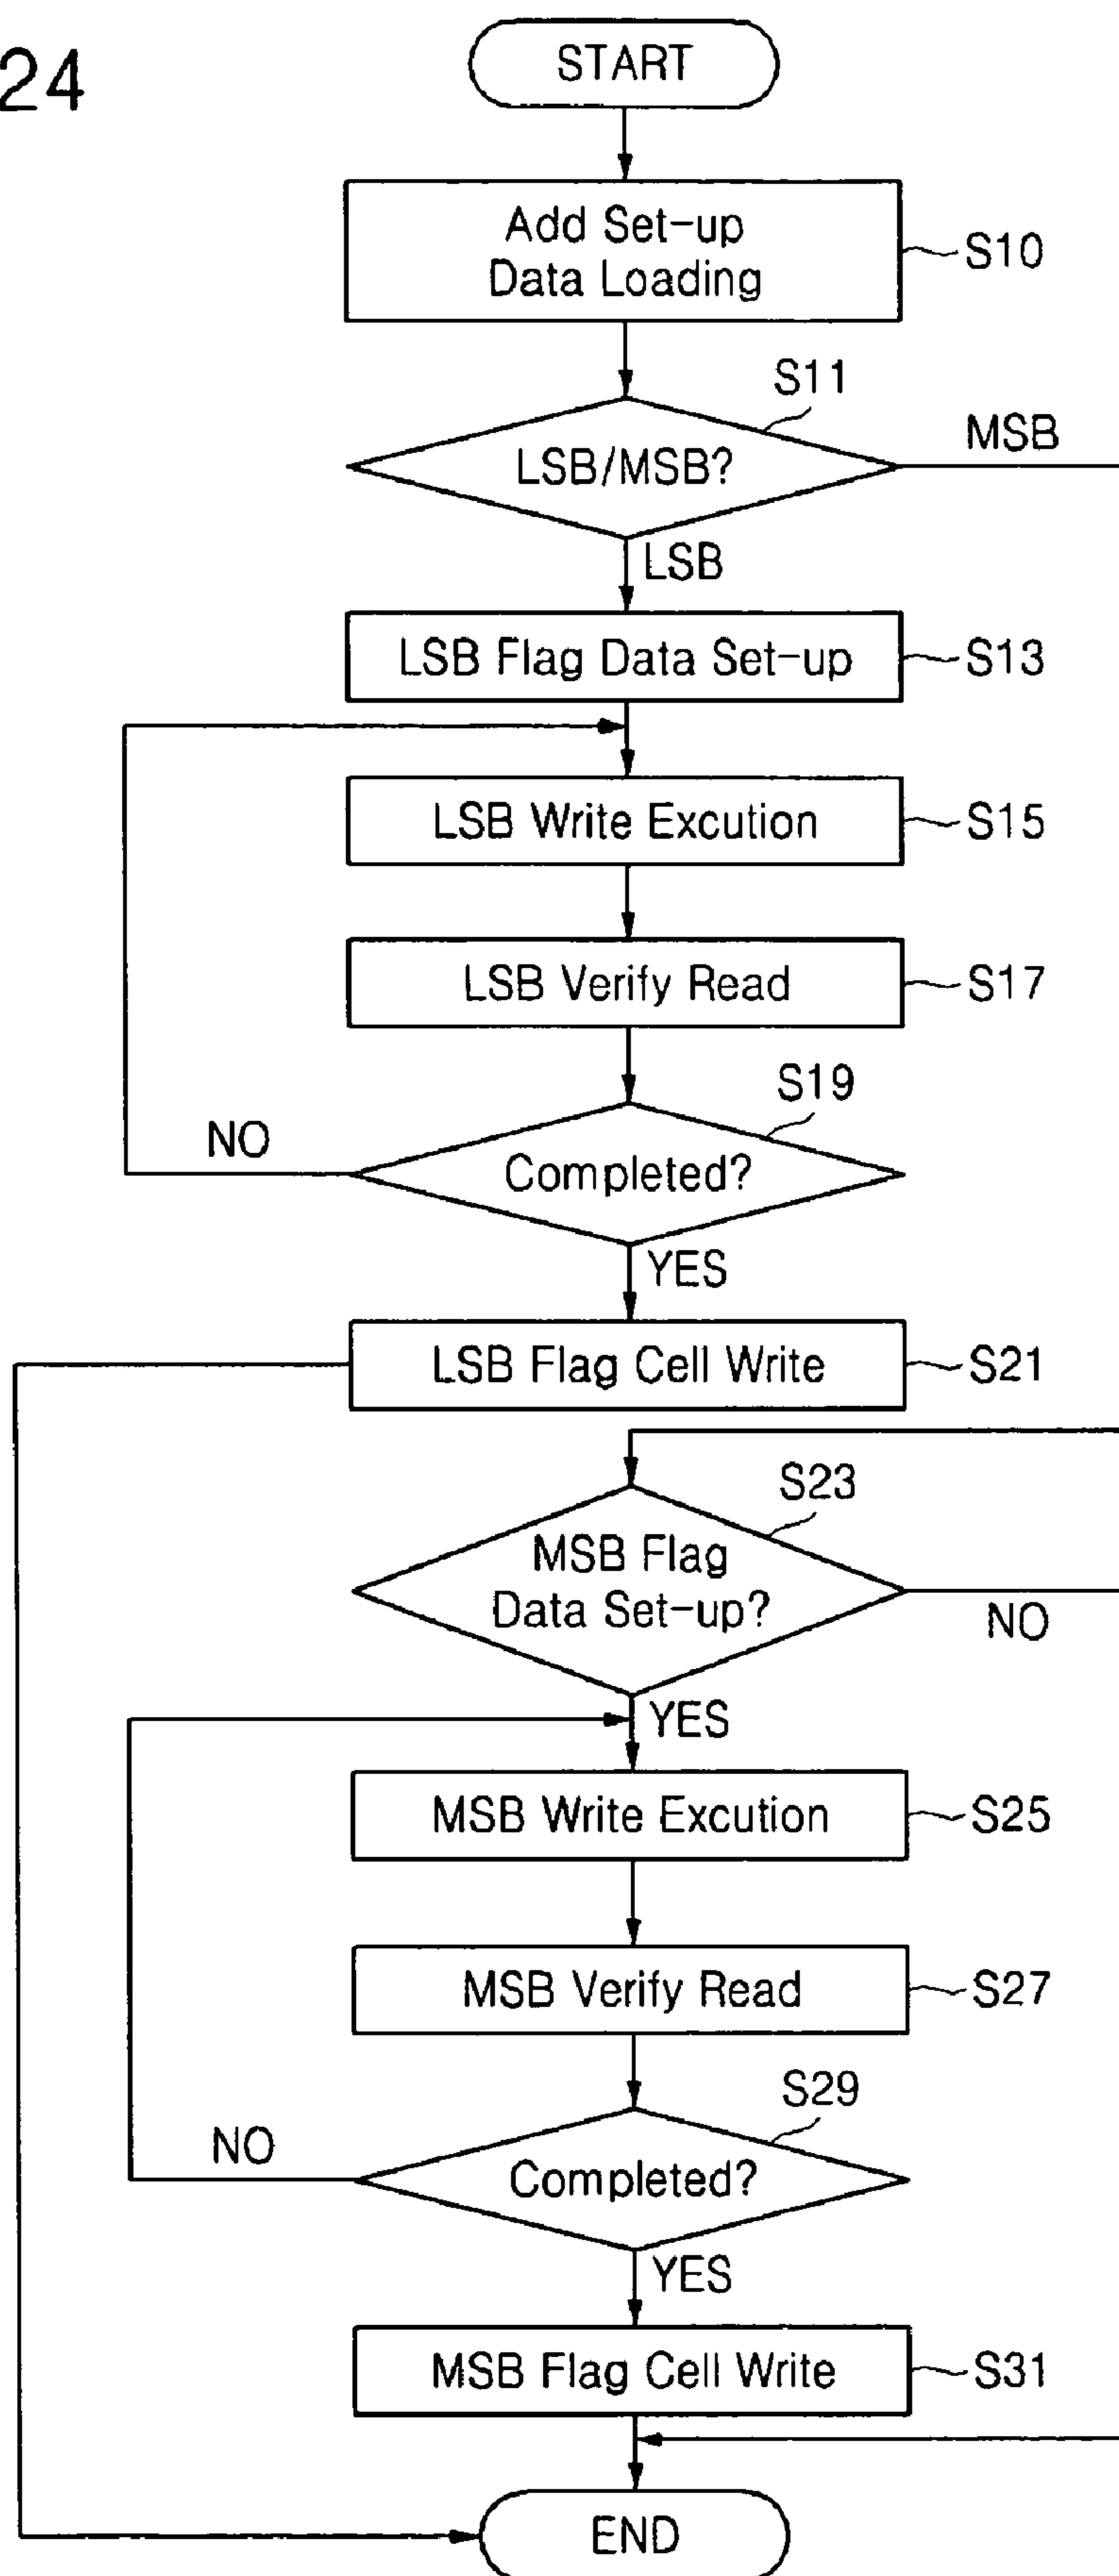 24
START
Add Set-up
Data Loading
S10
S11
LSB/MSB?
MSB
LSB
LSB Flag Data Set-up
S13
LSB Write Excution
S15
LSB Verify Read
S17
S19
NO
Completed?
YES
LSB Flag Cell Write
S21
S23
MSB Flag
Data Set-up?
NO
YES
MSB Write Excution
S25
MSB Verify Read
S27
S29
NO
Completed?
YES
MSB Flag Cell Write
S31
END